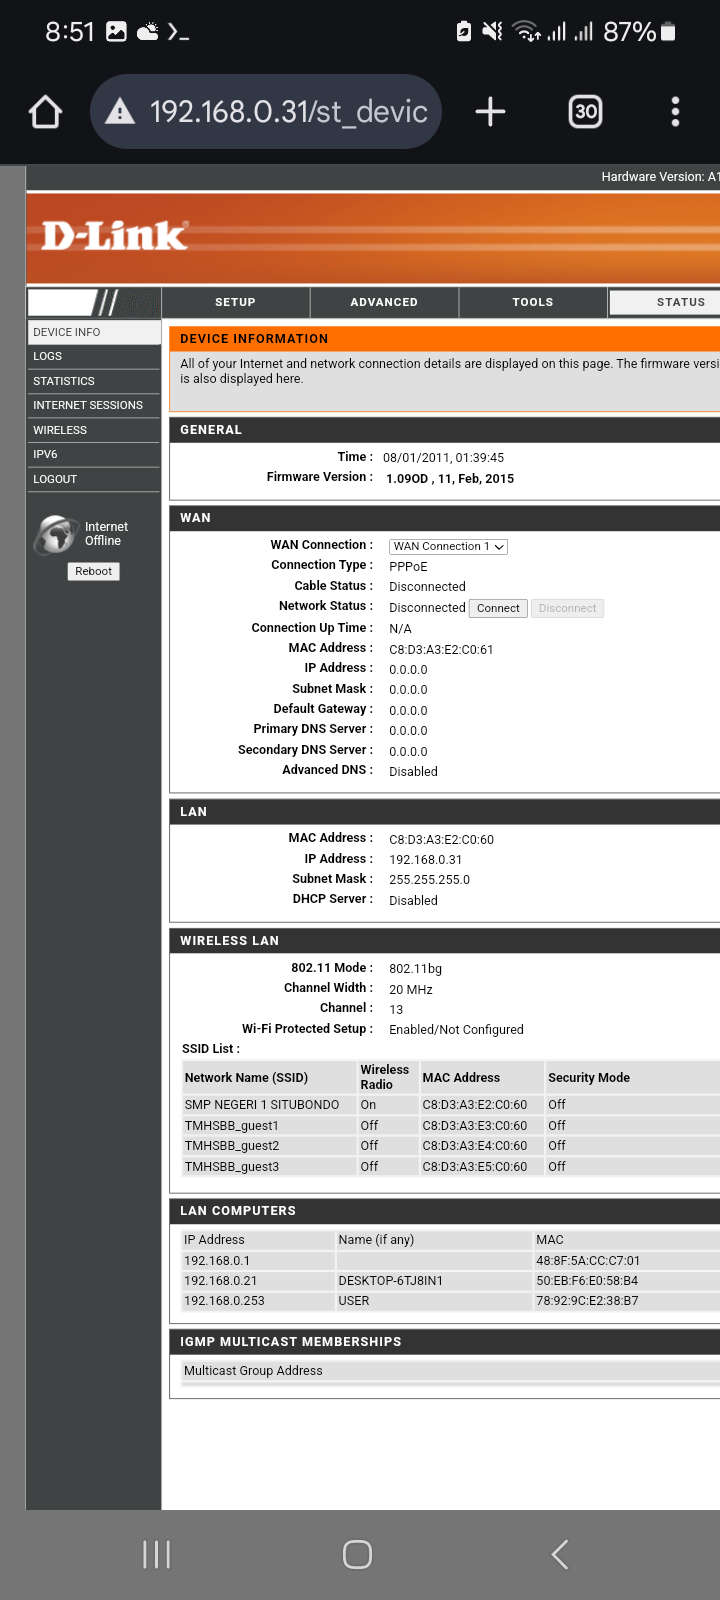 8:51 87%
192.168.0.31/st_devic 30
Hardware Version: A1
D-Link®
SETUP ADVANCED TOOLS STATUS
DEVICE INFO
LOGS
STATISTICS
INTERNET SESSIONS
WIRELESS
IPV6
LOGOUT
Internet
Offline
Reboot
DEVICE INFORMATION
All of your Internet and network connection details are displayed on this page. The firmware versi
is also displayed here.
GENERAL
Time : 08/01/2011, 01:39:45
Firmware Version : 1.09OD , 11, Feb, 2015
WAN
WAN Connection : WAN Connection 1
Connection Type : PPPoE
Cable Status : Disconnected
Network Status : Disconnected Connect Disconnect
Connection Up Time : N/A
MAC Address : C8:D3:A3:E2:C0:61
IP Address : 0.0.0.0
Subnet Mask : 0.0.0.0
Default Gateway : 0.0.0.0
Primary DNS Server : 0.0.0.0
Secondary DNS Server : 0.0.0.0
Advanced DNS : Disabled
LAN
MAC Address : C8:D3:A3:E2:C0:60
IP Address : 192.168.0.31
Subnet Mask : 255.255.255.0
DHCP Server : Disabled
WIRELESS LAN
802.11 Mode : 802.11bg
Channel Width : 20 MHz
Channel : 13
Wi-Fi Protected Setup : Enabled/Not Configured
SSID List :
Network Name (SSID) Wireless Radio MAC Address Security Mode
SMP NEGERI 1 SITUBONDO On C8:D3:A3:E2:C0:60 Off
TMHSBB_guest1 Off C8:D3:A3:E3:C0:60 Off
TMHSBB_guest2 Off C8:D3:A3:E4:C0:60 Off
TMHSBB_guest3 Off C8:D3:A3:E5:C0:60 Off
LAN COMPUTERS
IP Address Name (if any) MAC
192.168.0.1 48:8F:5A:CC:C7:01
192.168.0.21 DESKTOP-6TJ8IN1 50:EB:F6:E0:58:B4
192.168.0.253 USER 78:92:9C:E2:38:B7
IGMP MULTICAST MEMBERSHIPS
Multicast Group Address